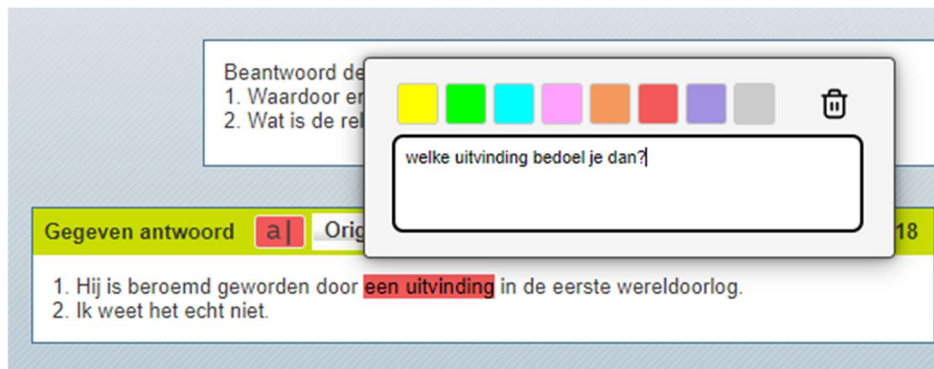 Beantwoord de
1. Waardoor er
2. Wat is de rel
welke uitvinding bedoel je dan?
Gegeven antwoord a| Orig 18
1. Hij is beroemd geworden door een uitvinding in de eerste wereldoorlog.
2. Ik weet het echt niet.